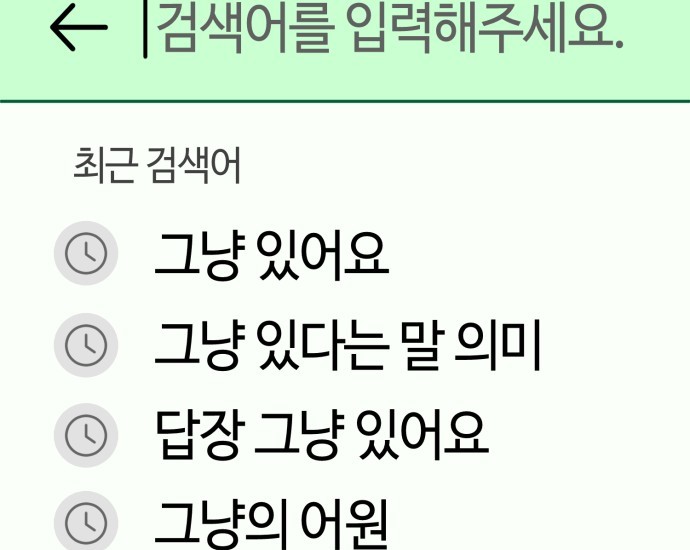 검색어를 입력해주세요.
최근 검색어
그냥 있어요
그냥 있다는 말 의미
답장 그냥 있어요
그냥의 어원